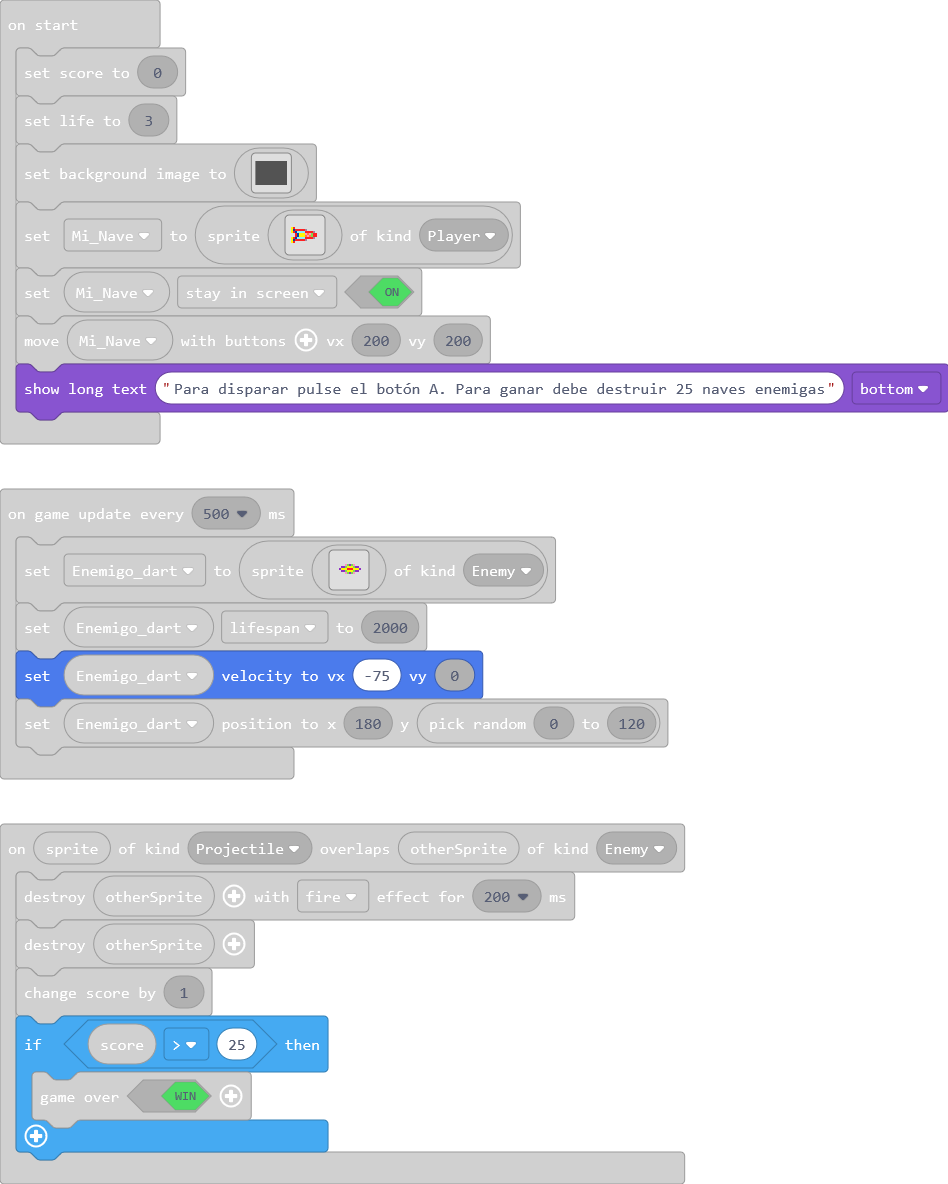 on start
set score to 0
set life to 3
set background image to
set Mi_Nave to sprite of kind Player
set Mi_Nave stay in screen ON
move Mi_Nave with buttons vx 200 vy 200
show long text "Para disparar pulse el botón A. Para ganar debe destruir 25 naves enemigas" bottom
on game update every 500 ms
set Enemigo_dart to sprite of kind Enemy
set Enemigo_dart lifespan to 2000
set Enemigo_dart velocity to vx -75 vy 0
set Enemigo_dart position to x 180 y pick random 0 to 120
on sprite of kind Projectile overlaps otherSprite of kind Enemy
destroy otherSprite with fire effect for 200 ms
destroy otherSprite
change score by 1
if score > 25 then
game over WIN